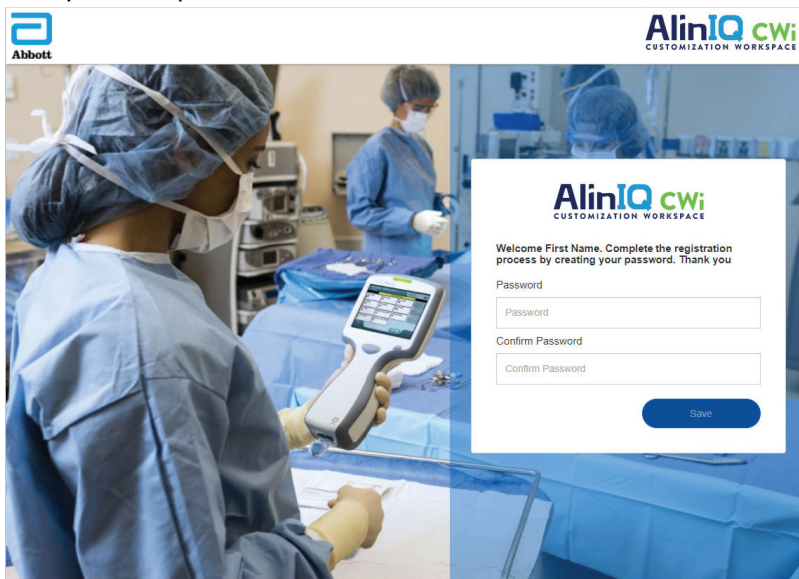 Abbott
AlinIQ CWi
CUSTOMIZATION WORKSPACE
AlinIQ CWi
CUSTOMIZATION WORKSPACE
Welcome First Name. Complete the registration
process by creating your password. Thank you
Password
Password
Confirm Password
Confirm Password
Save